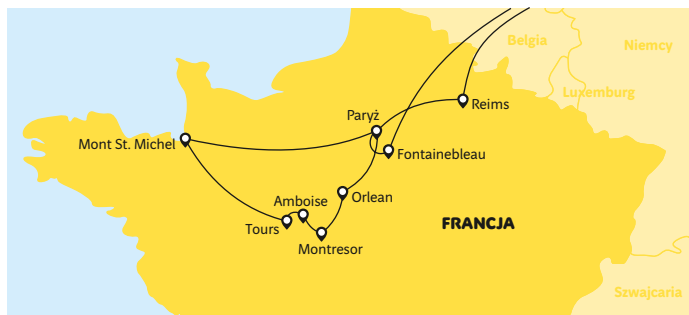 Belgia
Niemcy
Luxemburg
Paryż
Reims
Mont St. Michel
Fontainebleau
Amboise
Orlean
Tours
FRANCJA
Montresor
Szwajcaria